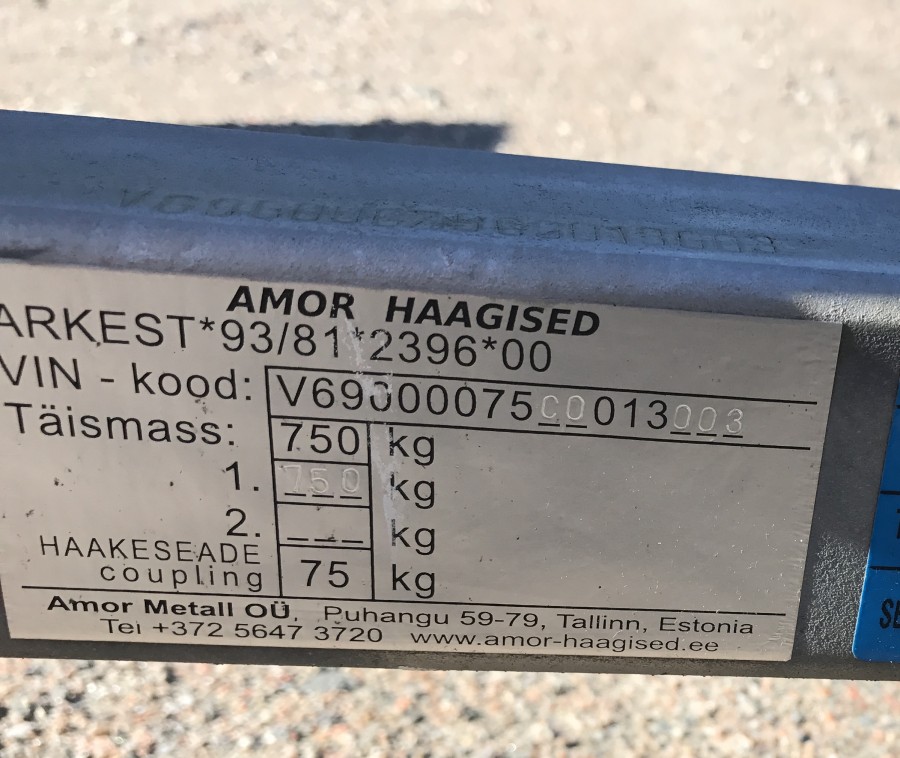 AMOR HAAGISED
ARKEST*93/81*2396*00
VIN - kood: V69000075C0013003
Täismass: 750 kg
1. 750 kg
2. ___ kg
HAAKESEADE
coupling 75 kg
Amor Metall OÜ, Puhangu 59-79, Tallinn, Estonia
Tel +372 5647 3720 www.amor-haagised.ee
SE